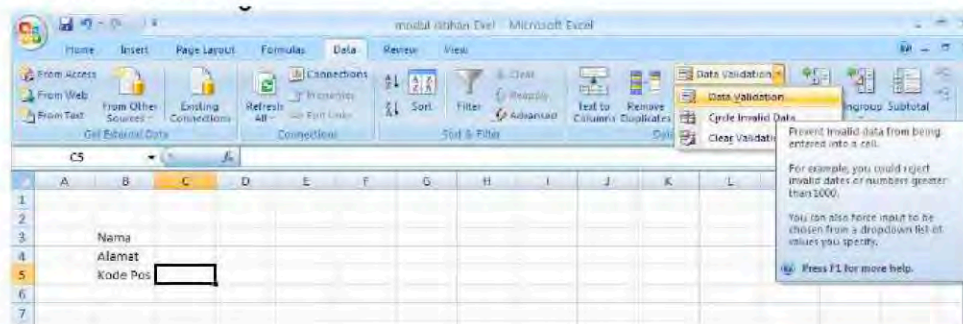 modul latihan Exel - Microsoft Excel
Home Insert Page Layout Formulas Data Review View
From Access
From Web
From Text
From Other Sources
Existing Connections
Get External Data
Refresh All
Connections
Properties
Edit Links
Connections
Sort
Filter
Clear
Reapply
Advanced
Sort & Filter
Text to Columns
Remove Duplicates
Data Validation
Data Validation
Circle Invalid Data
Clear
Ungroup
Subtotal
Prevent invalid data from being
entered into a cell.
For example, you could reject
invalid dates or numbers greater
than 1000.
You can also force input to be
chosen from a dropdown list of
values you specify.
Press F1 for more help.
C5
A B C D E F G H I J K L
1
2
3 Nama
4 Alamat
5 Kode Pos
6
7